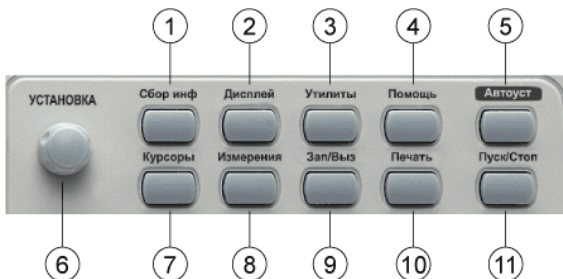 1 2 3 4 5
УСТАНОВКА
Сбор инф Дисплей Утилиты Помощь Автоуст
Курсоры Измерения Зап/Выз Печать Пуск/Стоп
6 7 8 9 10 11